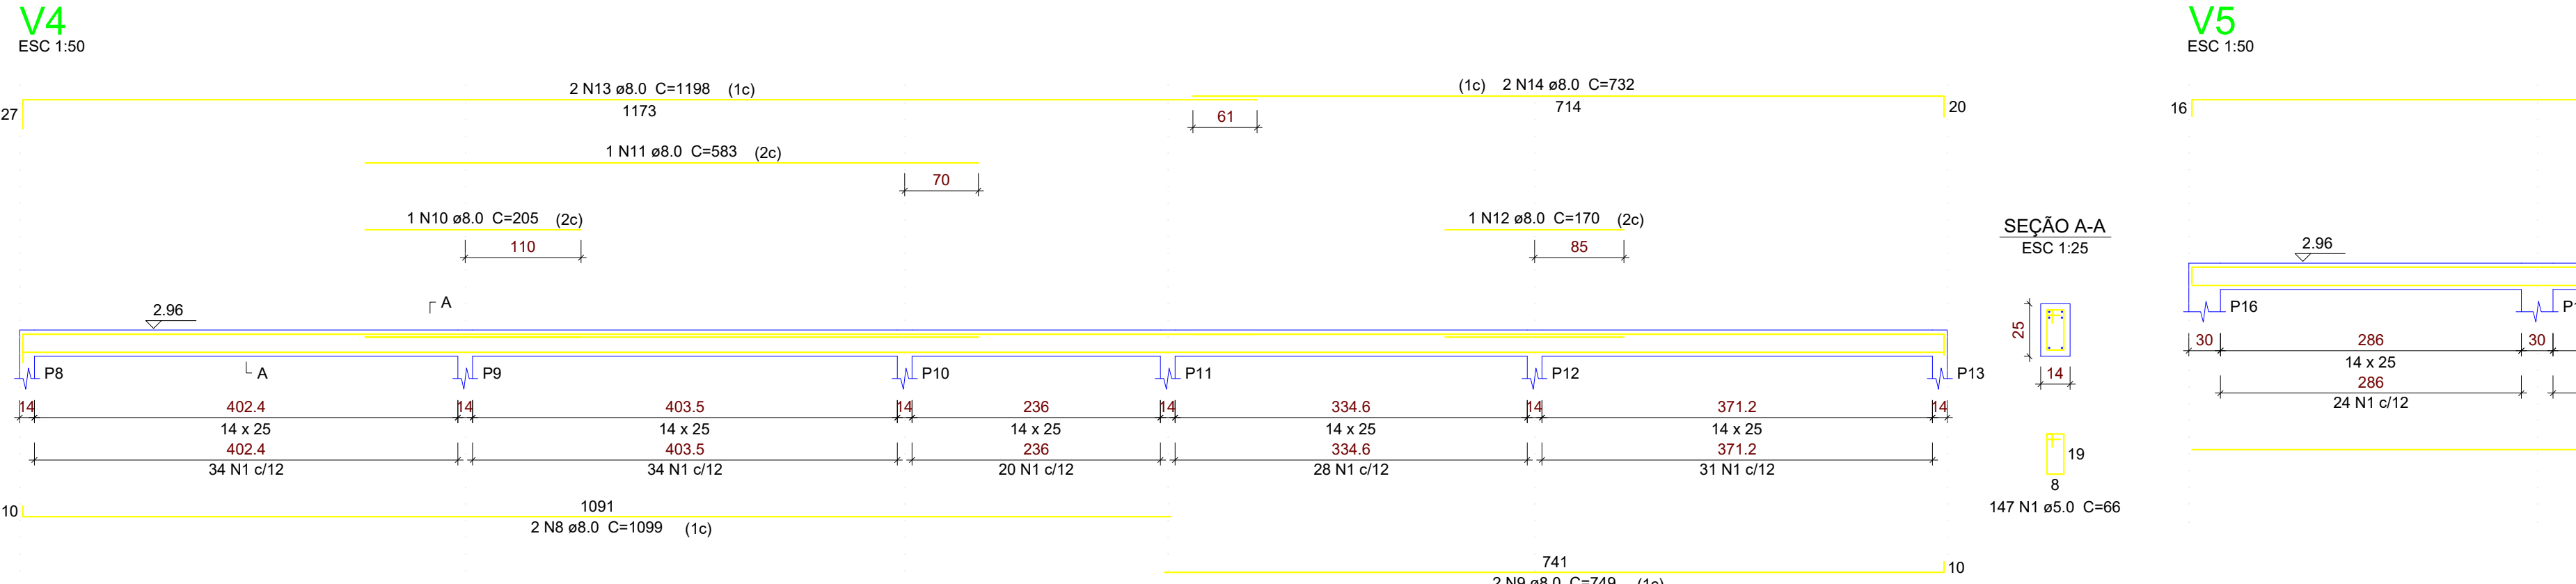 V4
ESC 1:50
V5
ESC 1:50
2 N13 ø8.0 C=1198 (1c)
(1c) 2 N14 ø8.0 C=732
27
1173
714
20
16
61
1 N11 ø8.0 C=583 (2c)
70
1 N10 ø8.0 C=205 (2c)
1 N12 ø8.0 C=170 (2c)
110
85
SEÇÃO A-A
ESC 1:25
2.96
A
2.96
25
14
A
P8
P9
P10
P11
P12
P13
P16
14 402.4 14 403.5 14 236 14 334.6 14 371.2 14
14 x 25 14 x 25 14 x 25 14 x 25 14 x 25
402.4 403.5 236 334.6 371.2
34 N1 c/12 34 N1 c/12 20 N1 c/12 28 N1 c/12 31 N1 c/12
30 286 30
14 x 25
286
24 N1 c/12
19
8
147 N1 ø5.0 C=66
10
1091
2 N8 ø8.0 C=1099 (1c)
741
10
2 N9 ø8.0 C=749 (1c)